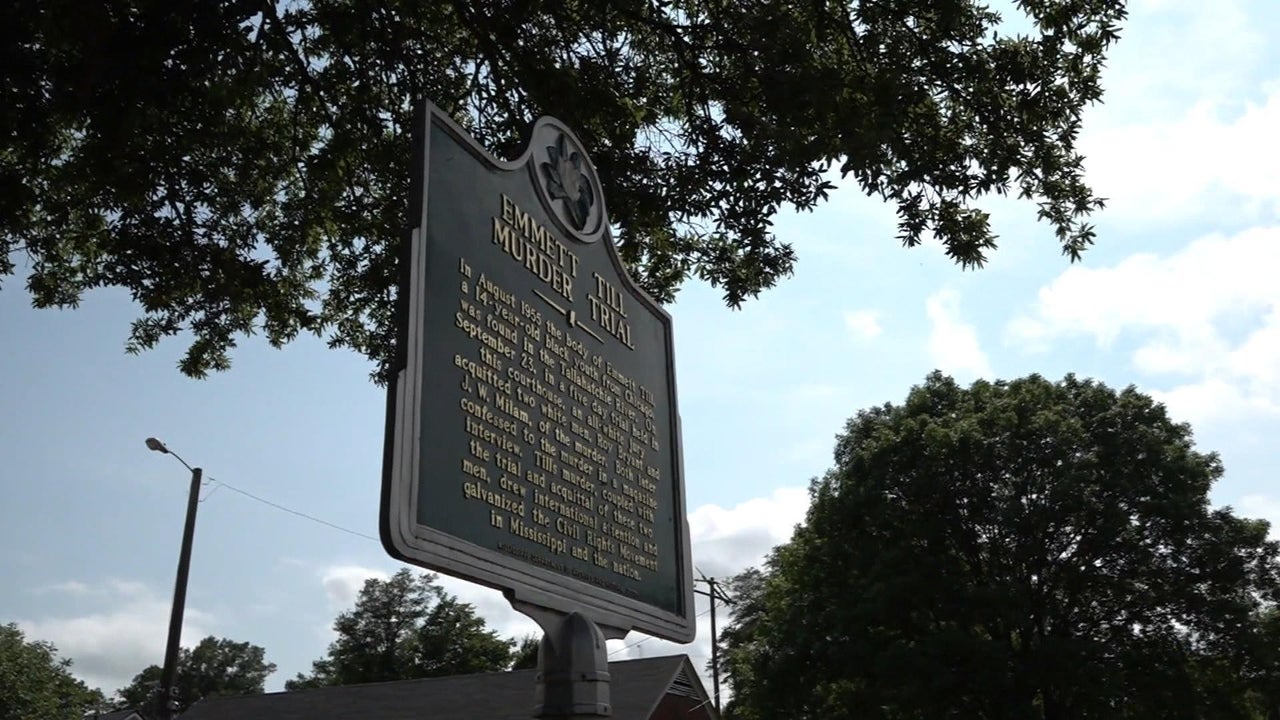 EMMETT TILL
MURDER TRIAL
In August 1955 the body of Emmett Till,
a 14-year-old black youth from Chicago,
was found in the Tallahatchie River. On
September 23, in a five day trial held in
this courthouse, an all-white jury
acquitted two white men, Roy Bryant and
J. W. Milam, of the murder. Both later
confessed to the murder in a magazine
interview. Till's murder, coupled with
the trial and acquittal of these two
men, drew international attention and
galvanized the Civil Rights Movement
in Mississippi and the nation.